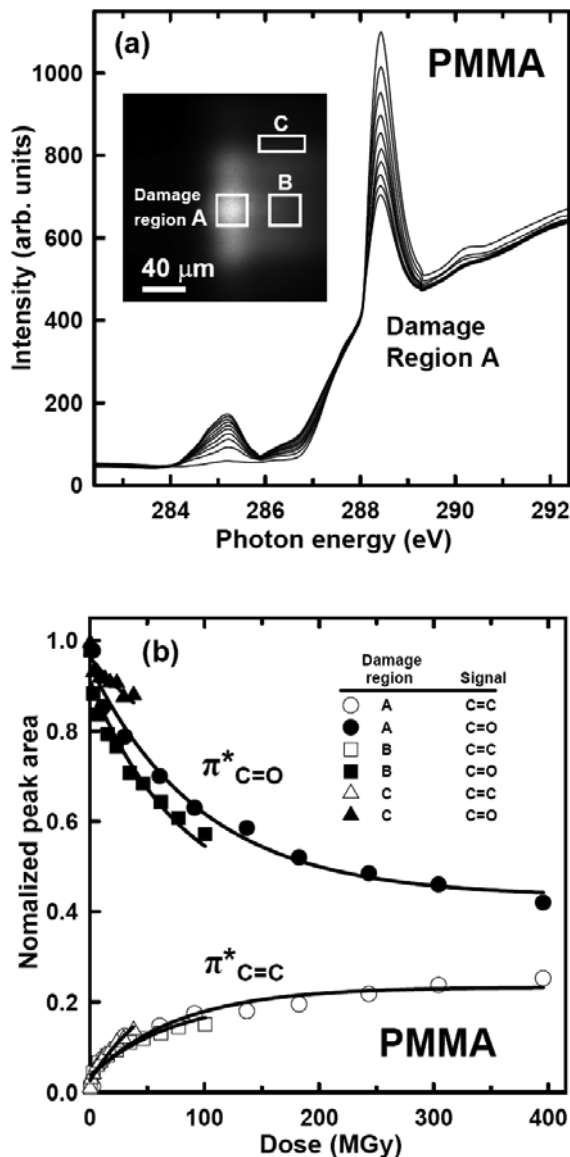 (a)
PMMA
C
B
Damage
region A
40 μm
Damage
Region A
Intensity (arb. units)
1000
800
600
400
200
0
284 286 288 290 292
Photon energy (eV)
(b)
Damage Signal
region
A C=C
A C=O
B C=C
B C=O
C C=C
C C=O
π*C=O
π*C=C
PMMA
Nomalized peak area
1.0
0.8
0.6
0.4
0.2
0.0
0 100 200 300 400
Dose (MGy)